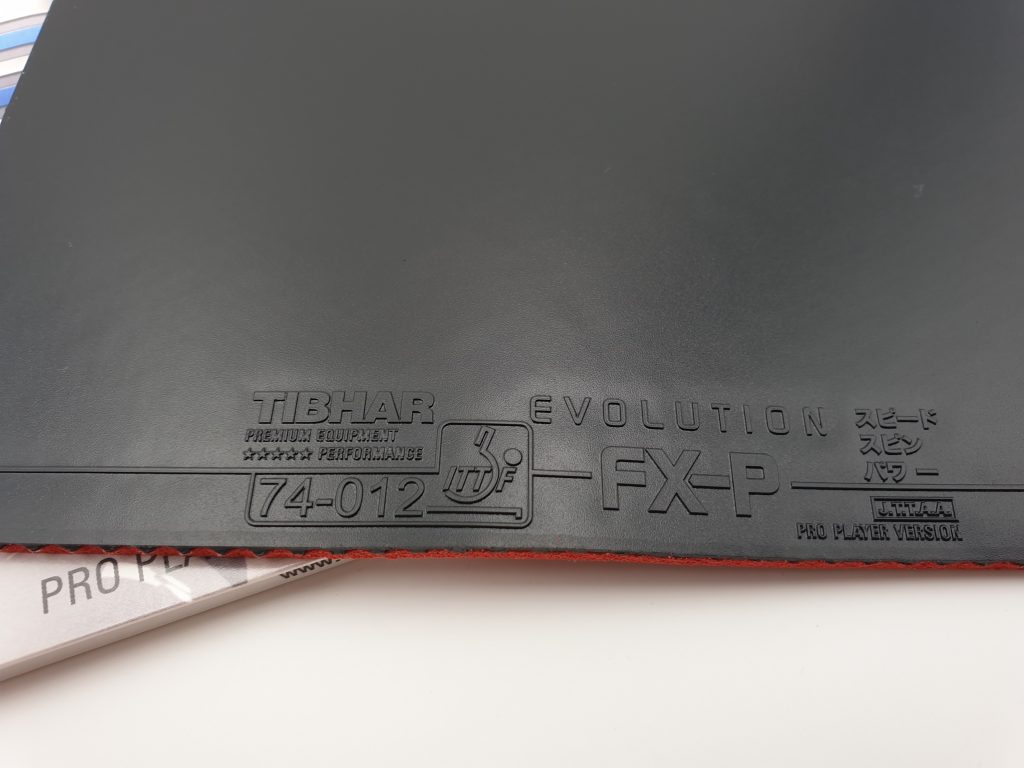 TIBHAR
PREMIUM EQUIPMENT
★★★★★ PERFORMANCE
ITTF
74-012
EVOLUTION
FX-P
スピード
スピン
パワー
J.T.T.A.A.
PRO PLAYER VERSION
PRO
www.